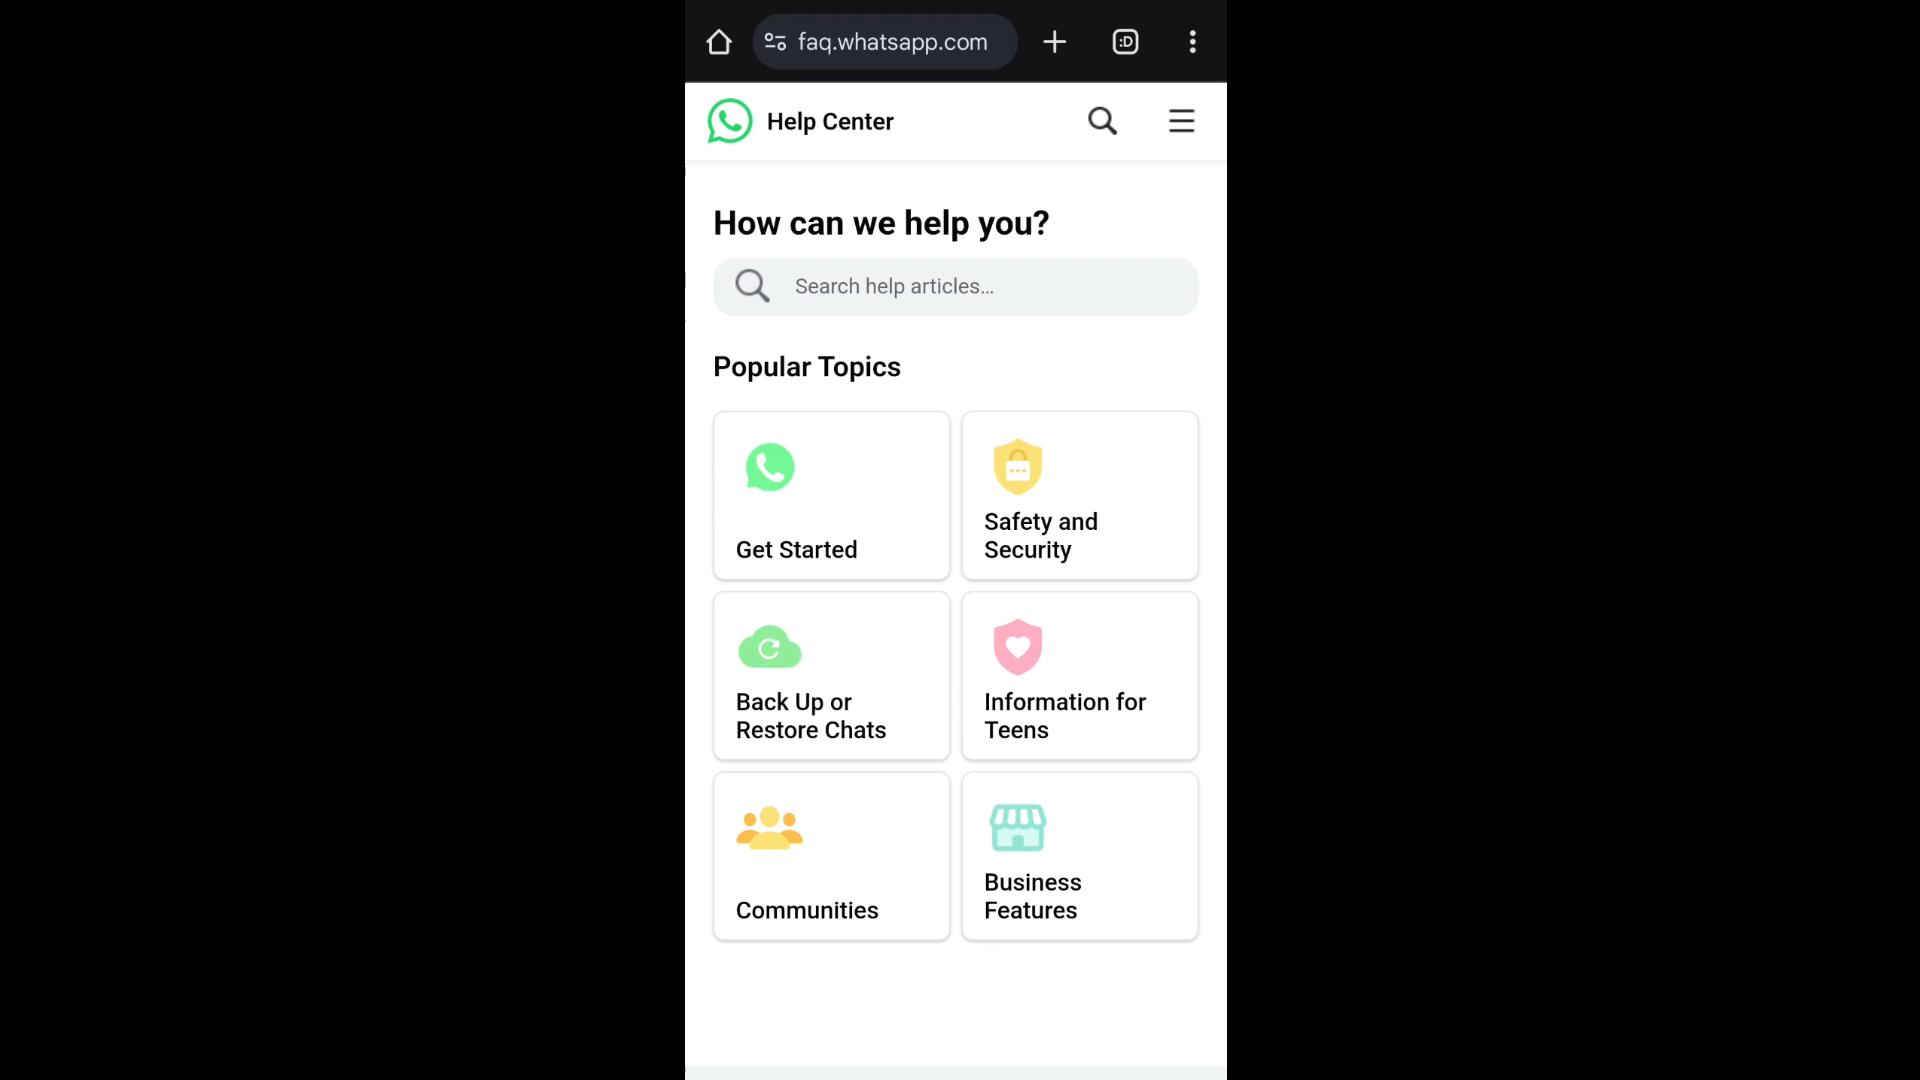 faq.whatsapp.com
:D
Help Center
How can we help you?
Search help articles...
Popular Topics
Get Started
Safety and
Security
Back Up or
Restore Chats
Information for
Teens
Communities
Business
Features